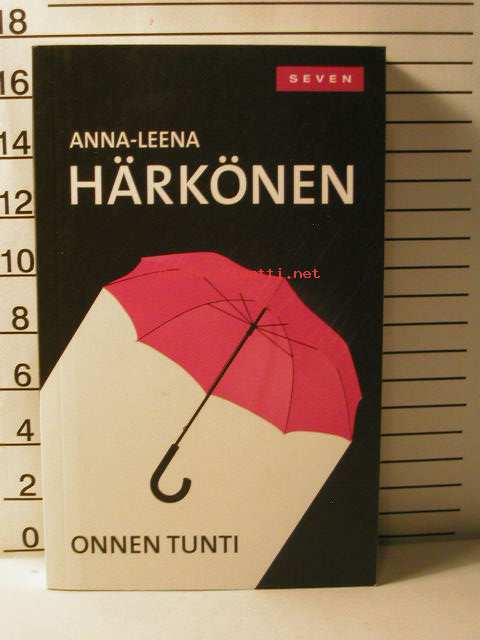 18
16
14
12
10
8
6
4
2
0
SEVEN
ANNA-LEENA
HÄRKÖNEN
ONNEN TUNTI